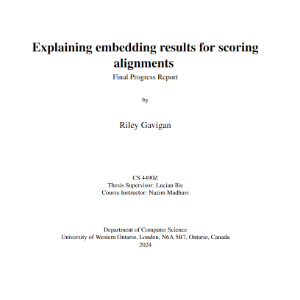 Explaining embedding results for scoring
alignments
Final Progress Report
by
Riley Gavigan
CS 4490Z
Thesis Supervisor: Lucian Ilie
Course Instructor: Nazim Madhavi
Department of Computer Science
University of Western Ontario, London, N6A 5B7, Ontario, Canada
2024